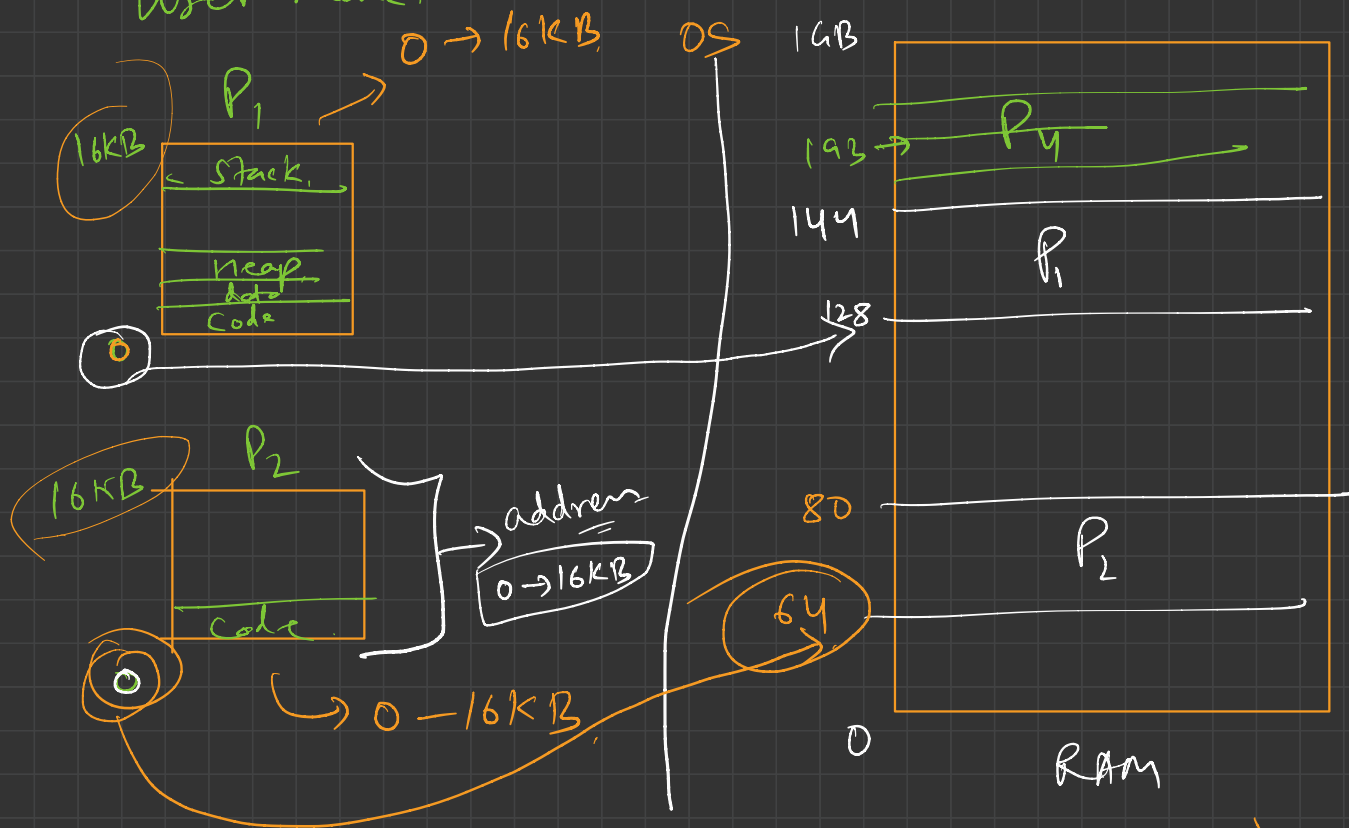 0 → 16KB
OS
1GB
P1
16KB
Stack
Heap
data
Code
0
P4
193 →
144
P1
128
P2
16KB
address
0 → 16KB
Code
0
0 — 16KB
80
P2
64
0
RAM